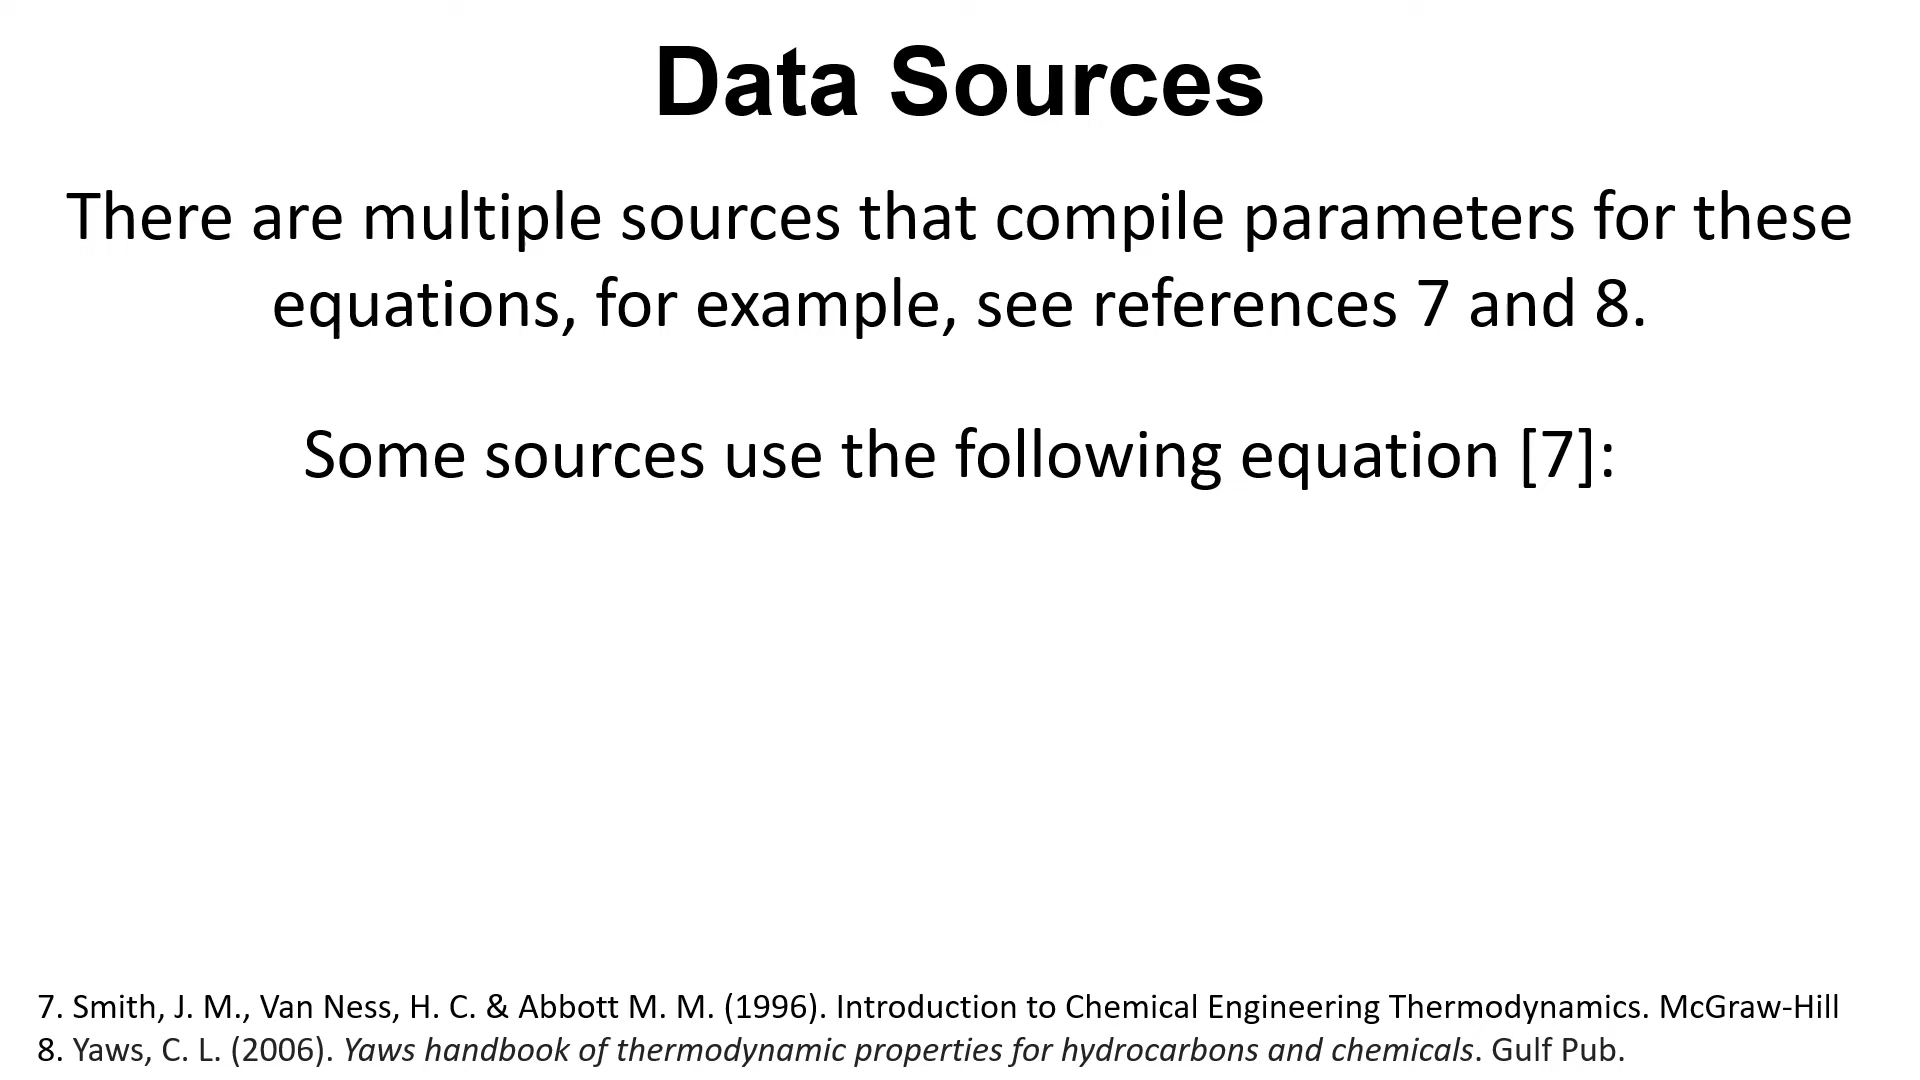 Data Sources
There are multiple sources that compile parameters for these
equations, for example, see references 7 and 8.
Some sources use the following equation [7]:
7. Smith, J. M., Van Ness, H. C. & Abbott M. M. (1996). Introduction to Chemical Engineering Thermodynamics. McGraw-Hill
8. Yaws, C. L. (2006). Yaws handbook of thermodynamic properties for hydrocarbons and chemicals. Gulf Pub.